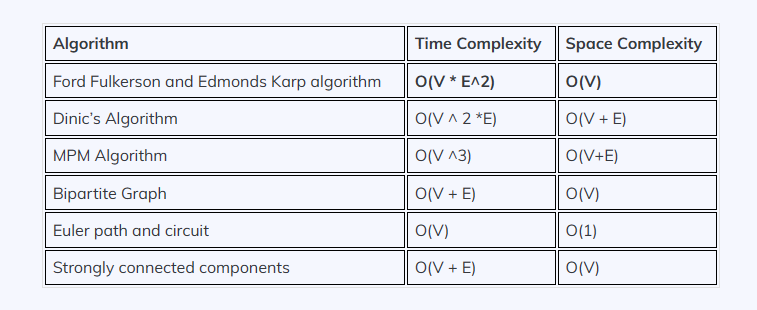 Algorithm Time Complexity Space Complexity
Ford Fulkerson and Edmonds Karp algorithm O(V * E^2) O(V)
Dinic’s Algorithm O(V ^ 2 *E) O(V + E)
MPM Algorithm O(V ^3) O(V+E)
Bipartite Graph O(V + E) O(V)
Euler path and circuit O(V) O(1)
Strongly connected components O(V + E) O(V)